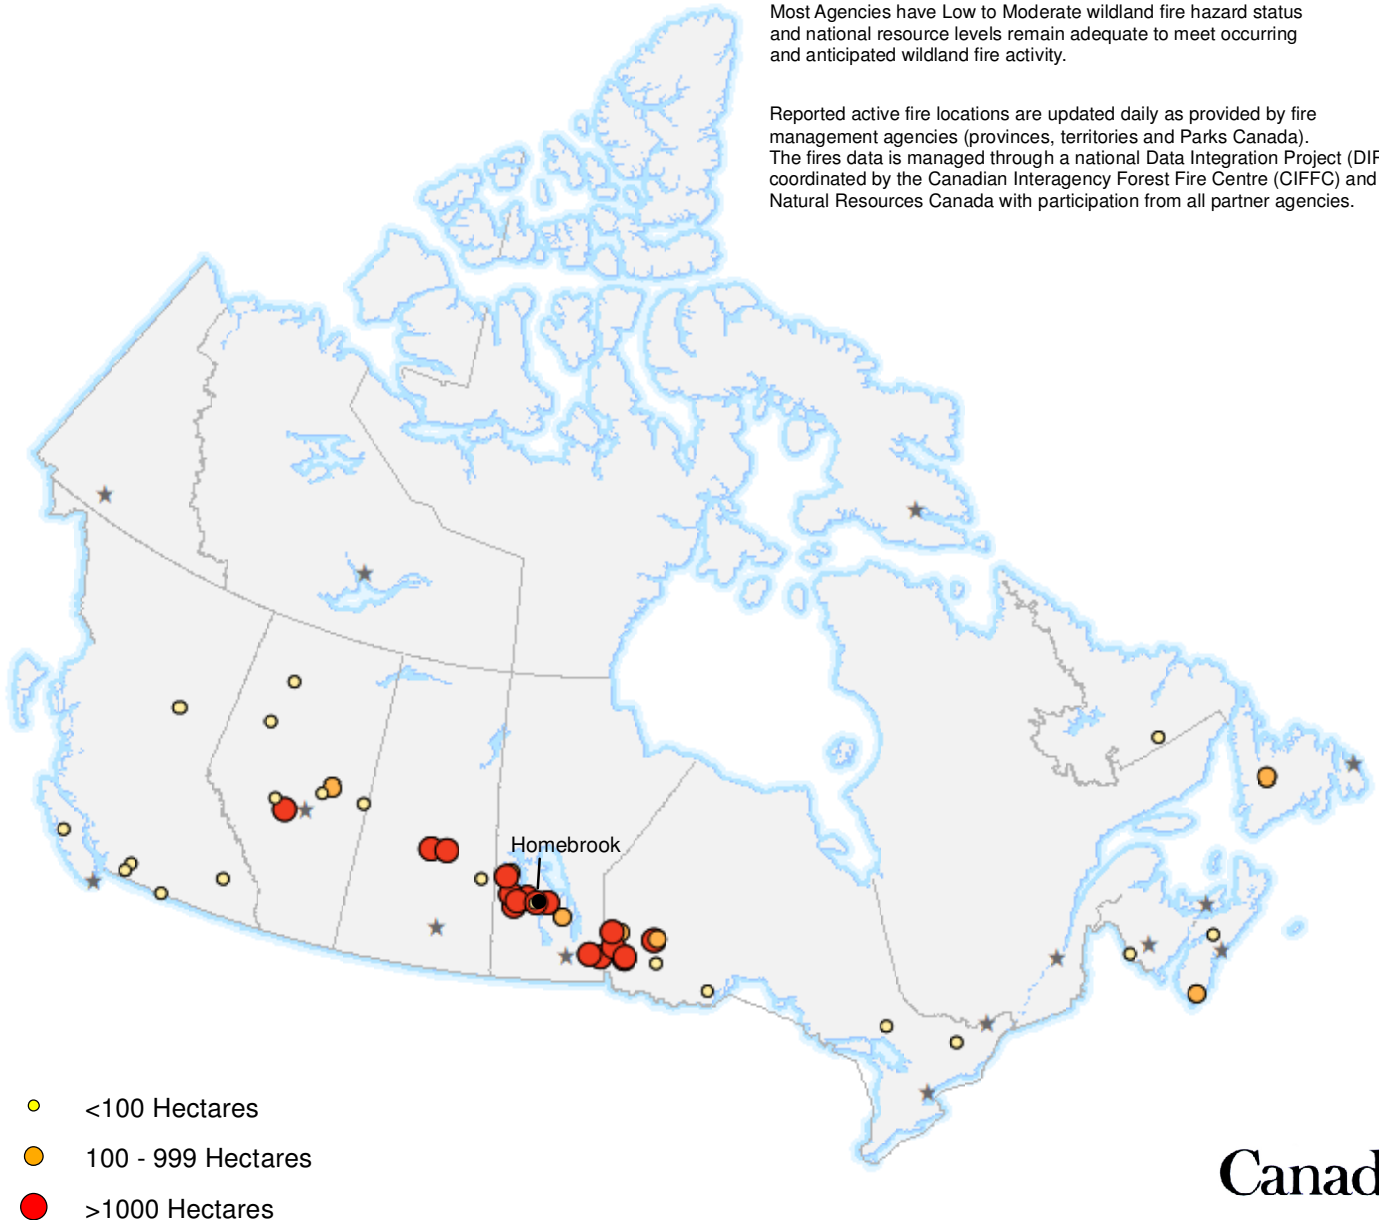 Most Agencies have Low to Moderate wildland fire hazard status
and national resource levels remain adequate to meet occurring
and anticipated wildland fire activity.
Reported active fire locations are updated daily as provided by fire
management agencies (provinces, territories and Parks Canada).
The fires data is managed through a national Data Integration Project (DIP
coordinated by the Canadian Interagency Forest Fire Centre (CIFFC) and
Natural Resources Canada with participation from all partner agencies.
Homebrook
<100 Hectares
100 - 999 Hectares
>1000 Hectares
Canad